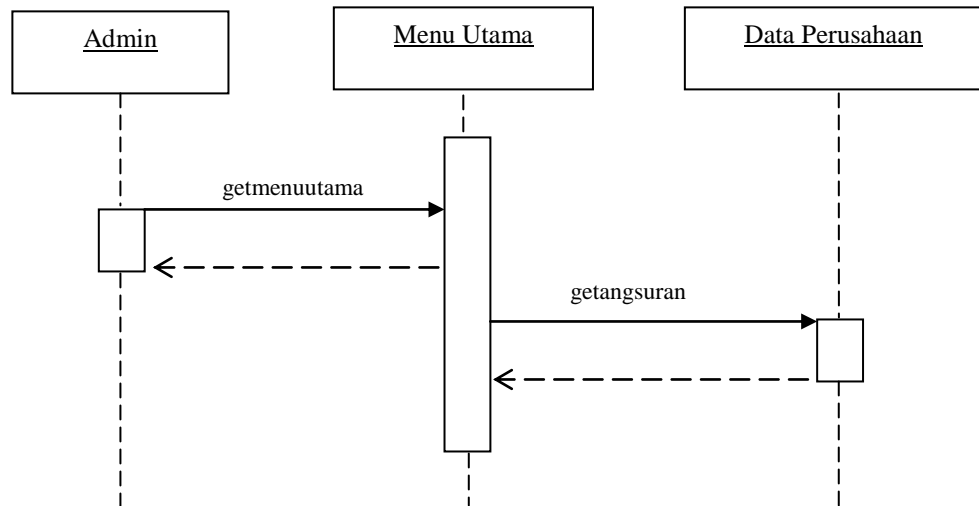 Admin
Menu Utama
Data Perusahaan
getmenuutama
getangsuran